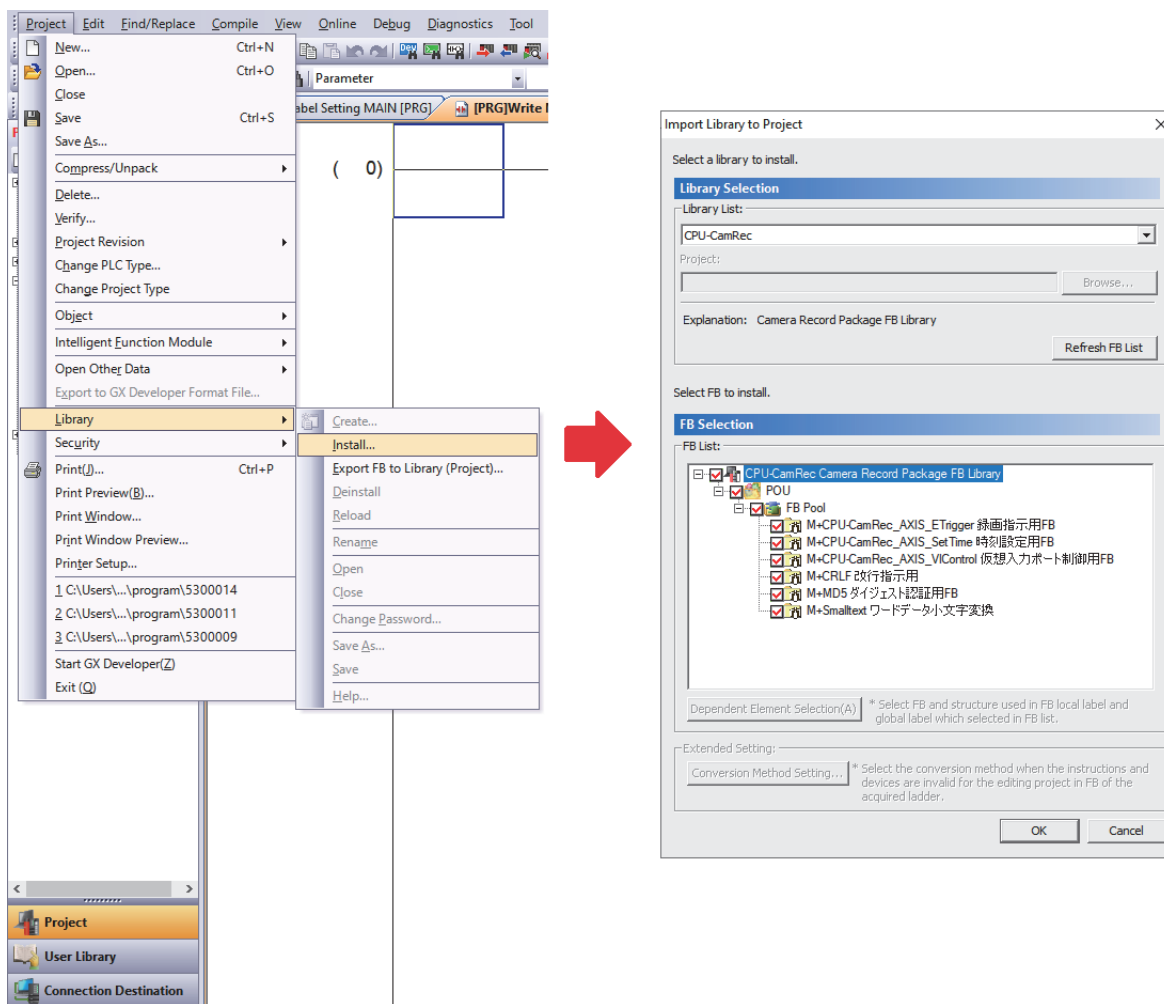 Project Edit Find/Replace Compile View Online Debug Diagnostics Tool
New... Ctrl+N
Open... Ctrl+O
Close
Save Ctrl+S
Save As...
Compress/Unpack
Delete...
Verify...
Project Revision
Change PLC Type...
Change Project Type
Object
Intelligent Function Module
Open Other Data
Export to GX Developer Format File...
Library
Security
Print(J)... Ctrl+P
Print Preview(B)...
Print Window...
Print Window Preview...
Printer Setup...
1 C:\Users\...\program\5300014
2 C:\Users\...\program\5300011
3 C:\Users\...\program\5300009
Start GX Developer(Z)
Exit (Q)
Parameter
abel Setting MAIN [PRG] [PRG]Write
( 0)
Create...
Install...
Export FB to Library (Project)...
Deinstall
Reload
Rename
Open
Close
Change Password...
Save As...
Save
Help...
Project
User Library
Connection Destination
Import Library to Project
Select a library to install.
Library Selection
Library List:
CPU-CamRec
Project:
Browse...
Explanation: Camera Record Package FB Library
Refresh FB List
Select FB to install.
FB Selection
FB List:
CPU-CamRec Camera Record Package FB Library
POU
FB Pool
M+CPU-CamRec_AXIS_ETrigger 録画指示用FB
M+CPU-CamRec_AXIS_SetTime 時刻設定用FB
M+CPU-CamRec_AXIS_VIControl 仮想入力ポート制御用FB
M+CRLF 改行指示用
M+MD5 ダイジェスト認証用FB
M+Smalltext ワードデータ小文字変換
Dependent Element Selection(A)
* Select FB and structure used in FB local label and
global label which selected in FB list.
Extended Setting:
Conversion Method Setting...
* Select the conversion method when the instructions and
devices are invalid for the editing project in FB of the
acquired ladder.
OK Cancel